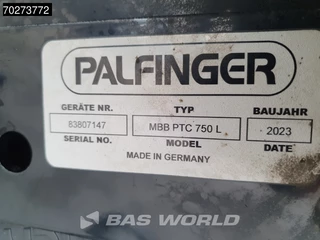 70273772
PALFINGER
GERÄTE NR. TYP BAUJAHR
83807147 MBB PTC 750 L 2023
SERIAL NO. MODEL DATE
MADE IN GERMANY
BAS WORLD